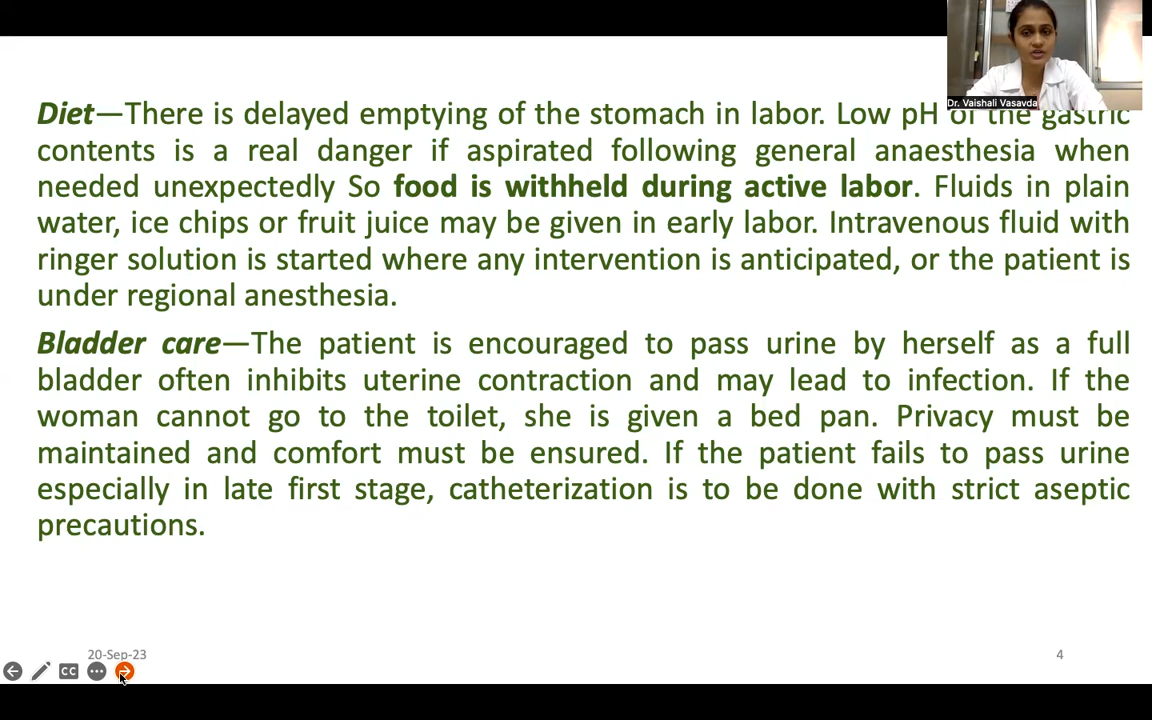 Dr. Vaishali Vasavda
Diet—There is delayed emptying of the stomach in labor. Low pH of the gastric
contents is a real danger if aspirated following general anaesthesia when
needed unexpectedly So food is withheld during active labor. Fluids in plain
water, ice chips or fruit juice may be given in early labor. Intravenous fluid with
ringer solution is started where any intervention is anticipated, or the patient is
under regional anesthesia.
Bladder care—The patient is encouraged to pass urine by herself as a full
bladder often inhibits uterine contraction and may lead to infection. If the
woman cannot go to the toilet, she is given a bed pan. Privacy must be
maintained and comfort must be ensured. If the patient fails to pass urine
especially in late first stage, catheterization is to be done with strict aseptic
precautions.
20-Sep-23
4
CC